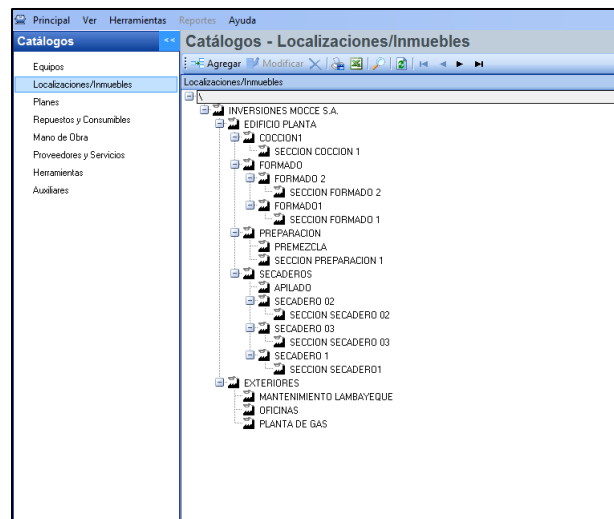 Principal Ver Herramientas Reportes Ayuda
Catálogos <<
Catálogos - Localizaciones/Inmuebles
Agregar Modificar
Equipos
Localizaciones/Inmuebles
Planes
Repuestos y Consumibles
Mano de Obra
Proveedores y Servicios
Herramientas
Auxiliares
Localizaciones/Inmuebles
\
INVERSIONES MOCCE S.A.
EDIFICIO PLANTA
COCCION1
SECCION COCCION 1
FORMADO
FORMADO 2
SECCION FORMADO 2
FORMADO1
SECCION FORMADO 1
PREPARACION
PREMEZCLA
SECCION PREPARACION 1
SECADEROS
APILADO
SECADERO 02
SECCION SECADERO 02
SECADERO 03
SECCION SECADERO 03
SECADERO 1
SECCION SECADERO1
EXTERIORES
MANTENIMIENTO LAMBAYEQUE
OFICINAS
PLANTA DE GAS